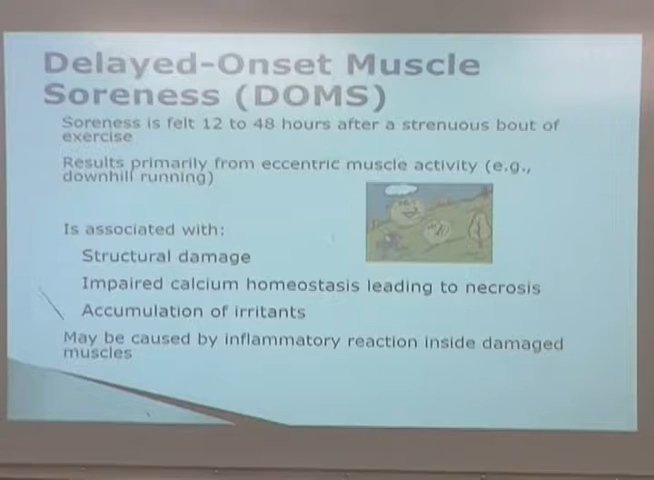 Delayed-Onset Muscle
Soreness (DOMS)
Soreness is felt 12 to 48 hours after a strenuous bout of
exercise
Results primarily from eccentric muscle activity (e.g.,
downhill running)
Is associated with:
Structural damage
Impaired calcium homeostasis leading to necrosis
Accumulation of irritants
May be caused by inflammatory reaction inside damaged
muscles